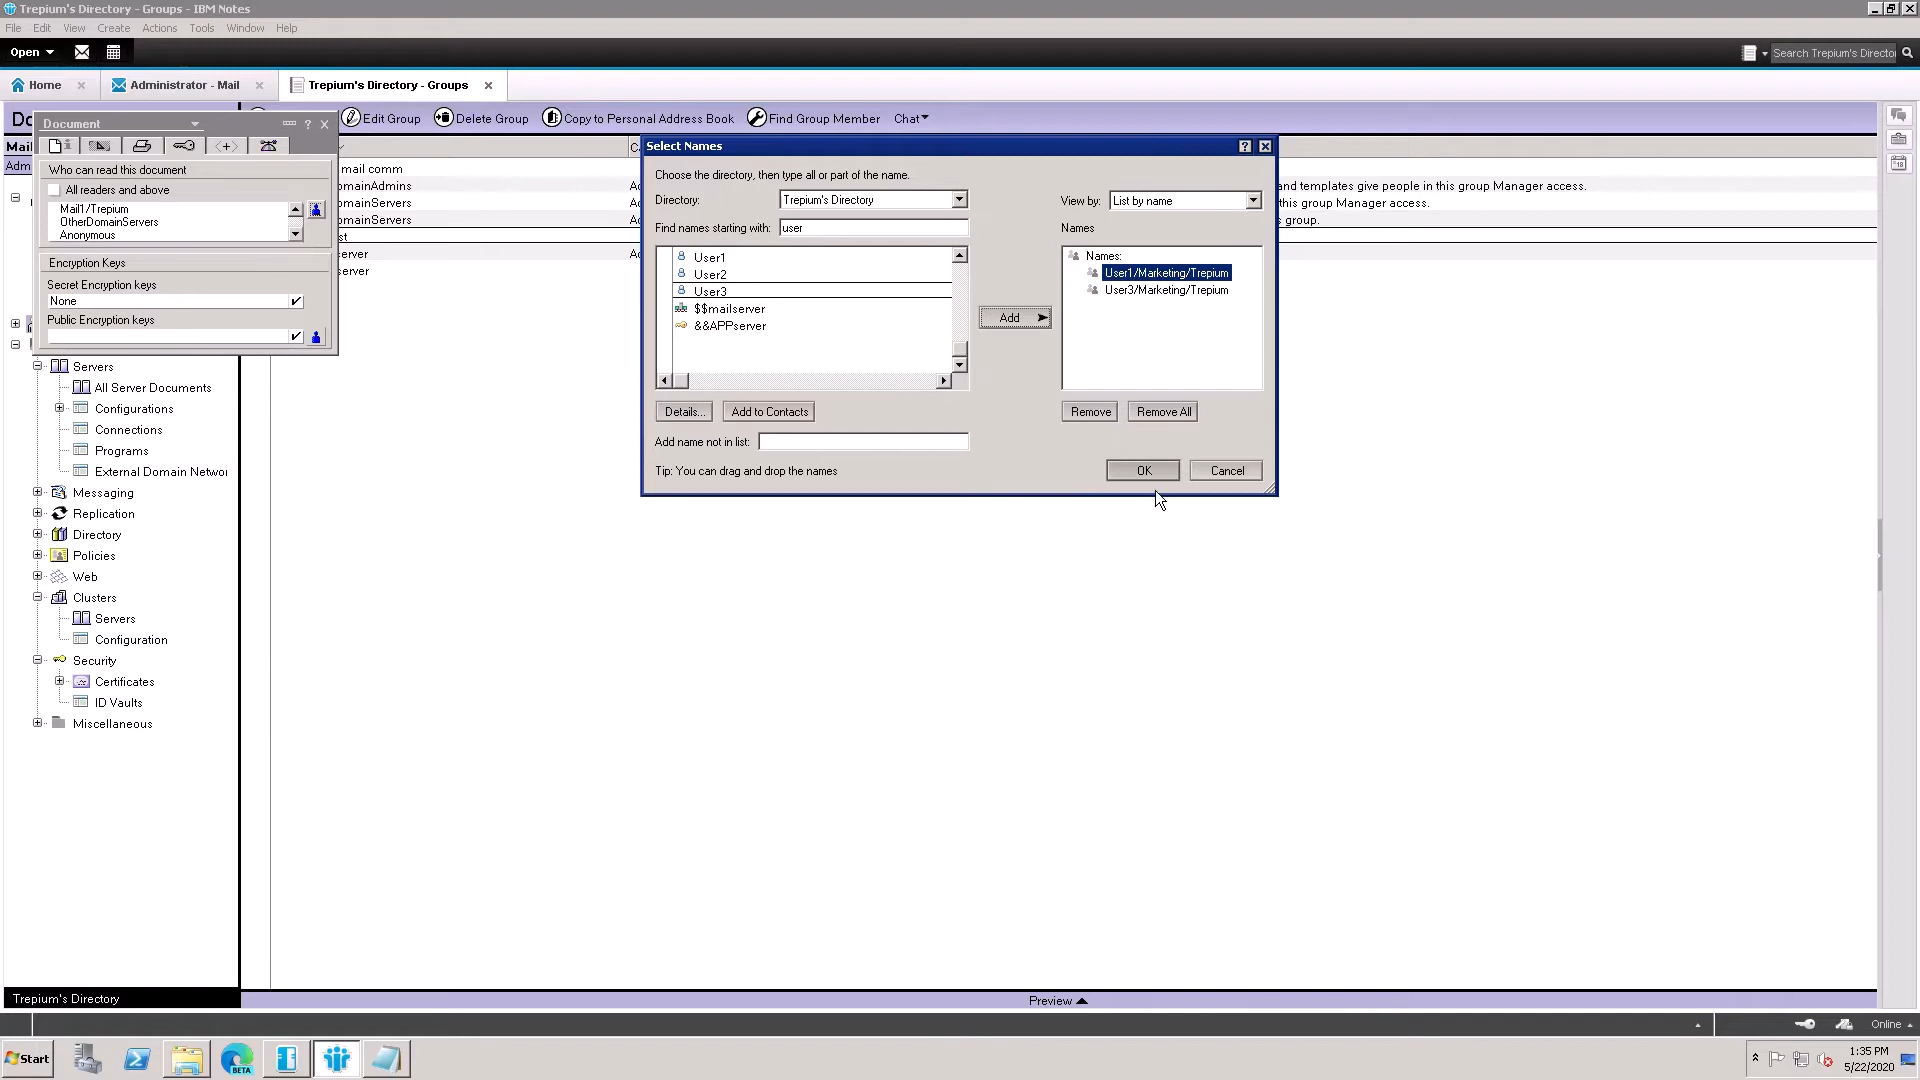 Trepium's Directory - Groups - IBM Notes
File Edit View Create Actions Tools Window Help
Open
Search Trepium's Director
Home
Administrator - Mail
Trepium's Directory - Groups
Edit Group
Delete Group
Copy to Personal Address Book
Find Group Member
Chat
Document
Who can read this document
All readers and above
Mail1/Trepium
OtherDomainServers
Anonymous
Encryption Keys
Secret Encryption keys
None
Public Encryption keys
Mail
Adm
mail comm
omainAdmins
omainServers
omainServers
st
erver
erver
and templates give people in this group Manager access.
this group Manager access.
s group.
Select Names
Choose the directory, then type all or part of the name.
Directory:
Trepium's Directory
View by:
List by name
Find names starting with:
user
Names
User1
User2
User3
$$mailserver
&&APPserver
Add
Names:
User1/Marketing/Trepium
User3/Marketing/Trepium
Details...
Add to Contacts
Remove
Remove All
Add name not in list:
Tip: You can drag and drop the names
OK
Cancel
Servers
All Server Documents
Configurations
Connections
Programs
External Domain Networ
Messaging
Replication
Directory
Policies
Web
Clusters
Servers
Configuration
Security
Certificates
ID Vaults
Miscellaneous
Trepium's Directory
Preview
Online
Start
BETA
1:35 PM
5/22/2020